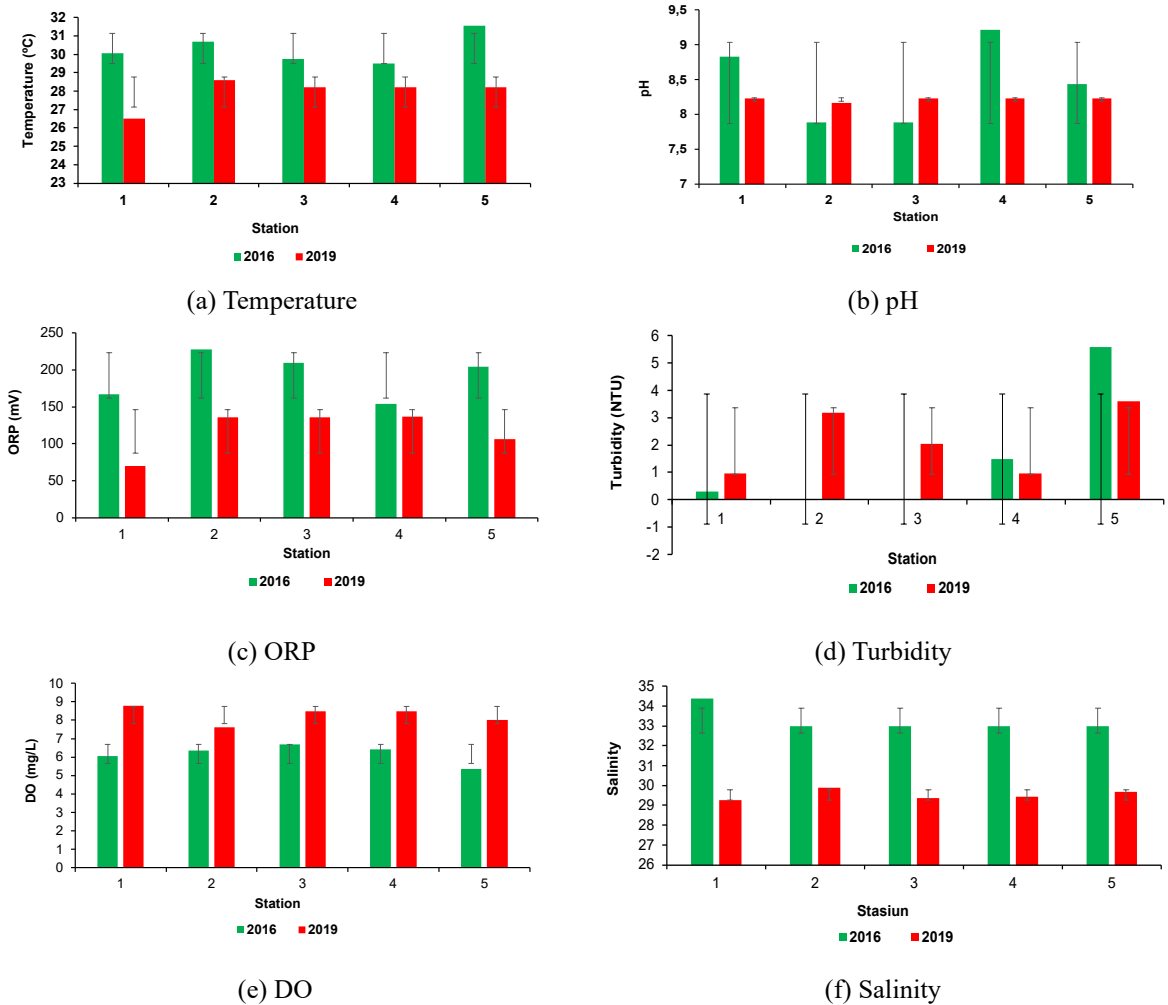 32
31
30
29
28
27
26
25
24
23
Temperature (ºC)
1 2 3 4 5
Station
2016 2019
(a) Temperature
9,5
9
8,5
8
7,5
7
pH
1 2 3 4 5
Station
2016 2019
(b) pH
250
200
150
100
50
0
ORP (mV)
1 2 3 4 5
Station
2016 2019
(c) ORP
6
5
4
3
2
1
0
-1
-2
Turbidity (NTU)
1 2 3 4 5
Station
2016 2019
(d) Turbidity
10
9
8
7
6
5
4
3
2
1
0
DO (mg/L)
1 2 3 4 5
Station
2016 2019
(e) DO
35
34
33
32
31
30
29
28
27
26
Salinity
1 2 3 4 5
Stasiun
2016 2019
(f) Salinity